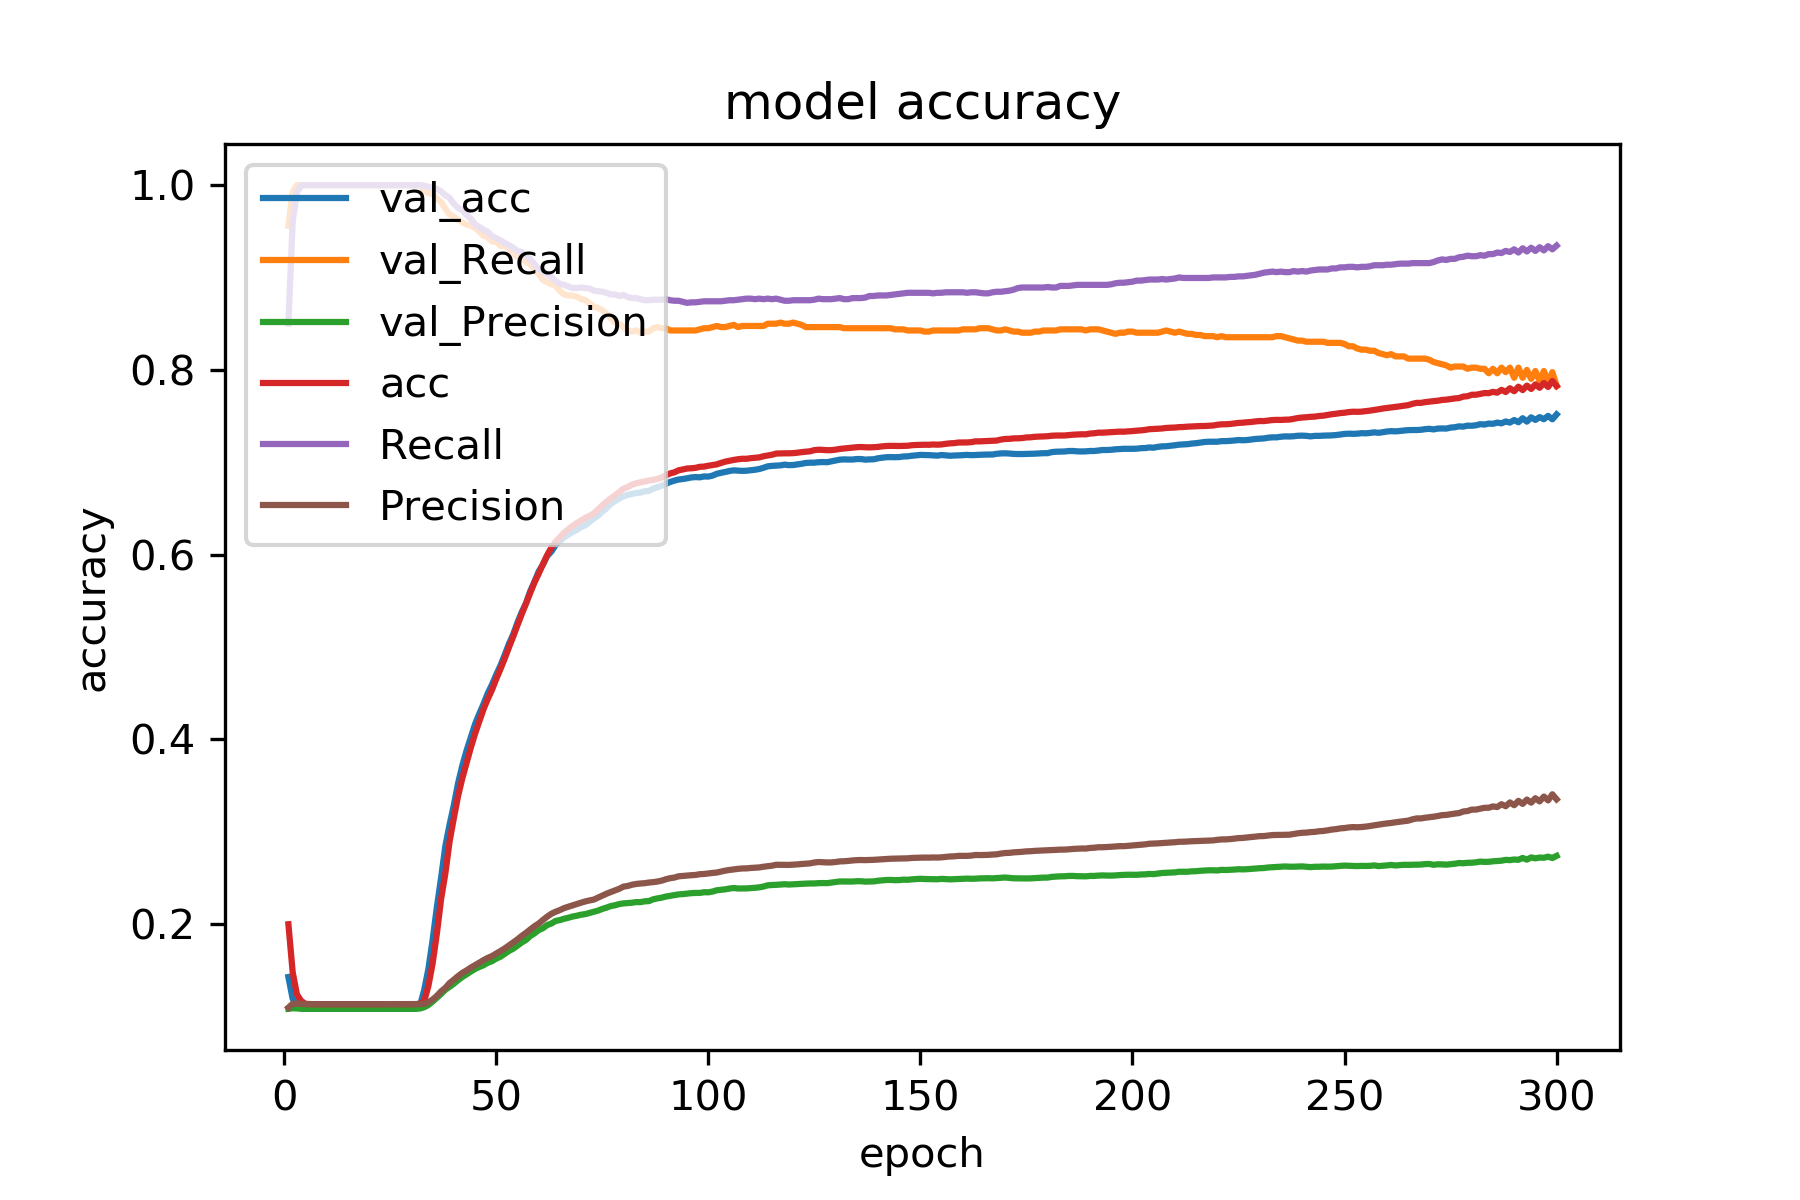 model accuracy
val_acc
val_Recall
val_Precision
acc
Recall
Precision
accuracy
1.0
0.8
0.6
0.4
0.2
0 50 100 150 200 250 300
epoch